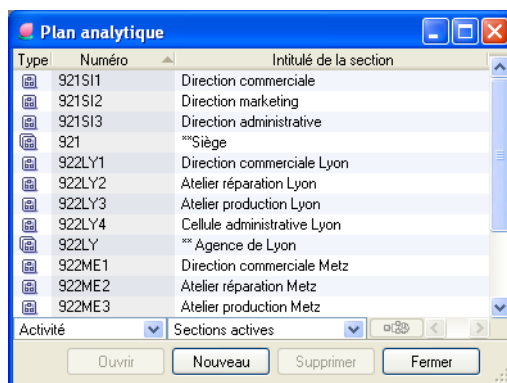 Plan analytique
Type Numéro Intitulé de la section
921SI1 Direction commerciale
921SI2 Direction marketing
921SI3 Direction administrative
921 **Siège
922LY1 Direction commerciale Lyon
922LY2 Atelier réparation Lyon
922LY3 Atelier production Lyon
922LY4 Cellule administrative Lyon
922LY ** Agence de Lyon
922ME1 Direction commerciale Metz
922ME2 Atelier réparation Metz
922ME3 Atelier production Metz
Activité Sections actives
Ouvrir Nouveau Supprimer Fermer